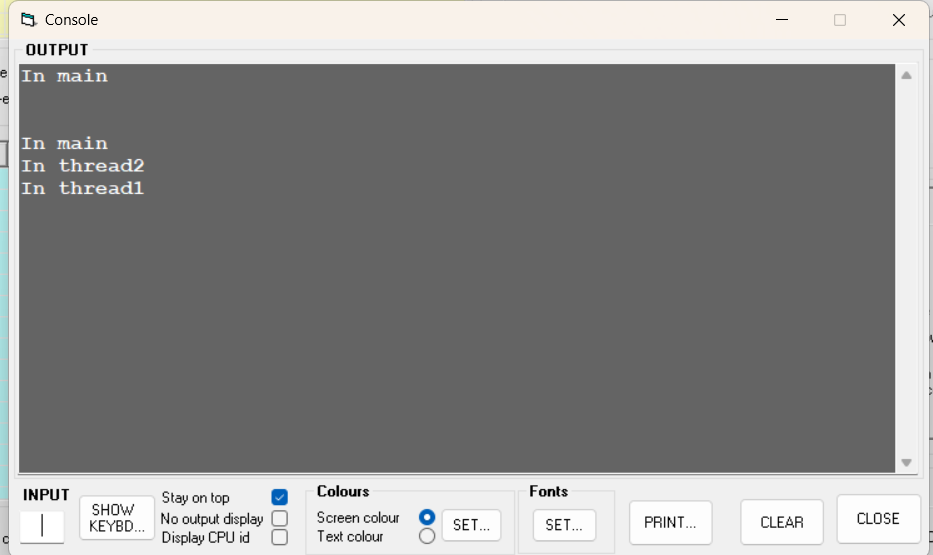 Console
OUTPUT
In main
In main
In thread2
In thread1
INPUT
SHOW
KEYBD...
Stay on top
No output display
Display CPU id
Colours
Screen colour
Text colour
SET...
Fonts
SET...
PRINT...
CLEAR
CLOSE